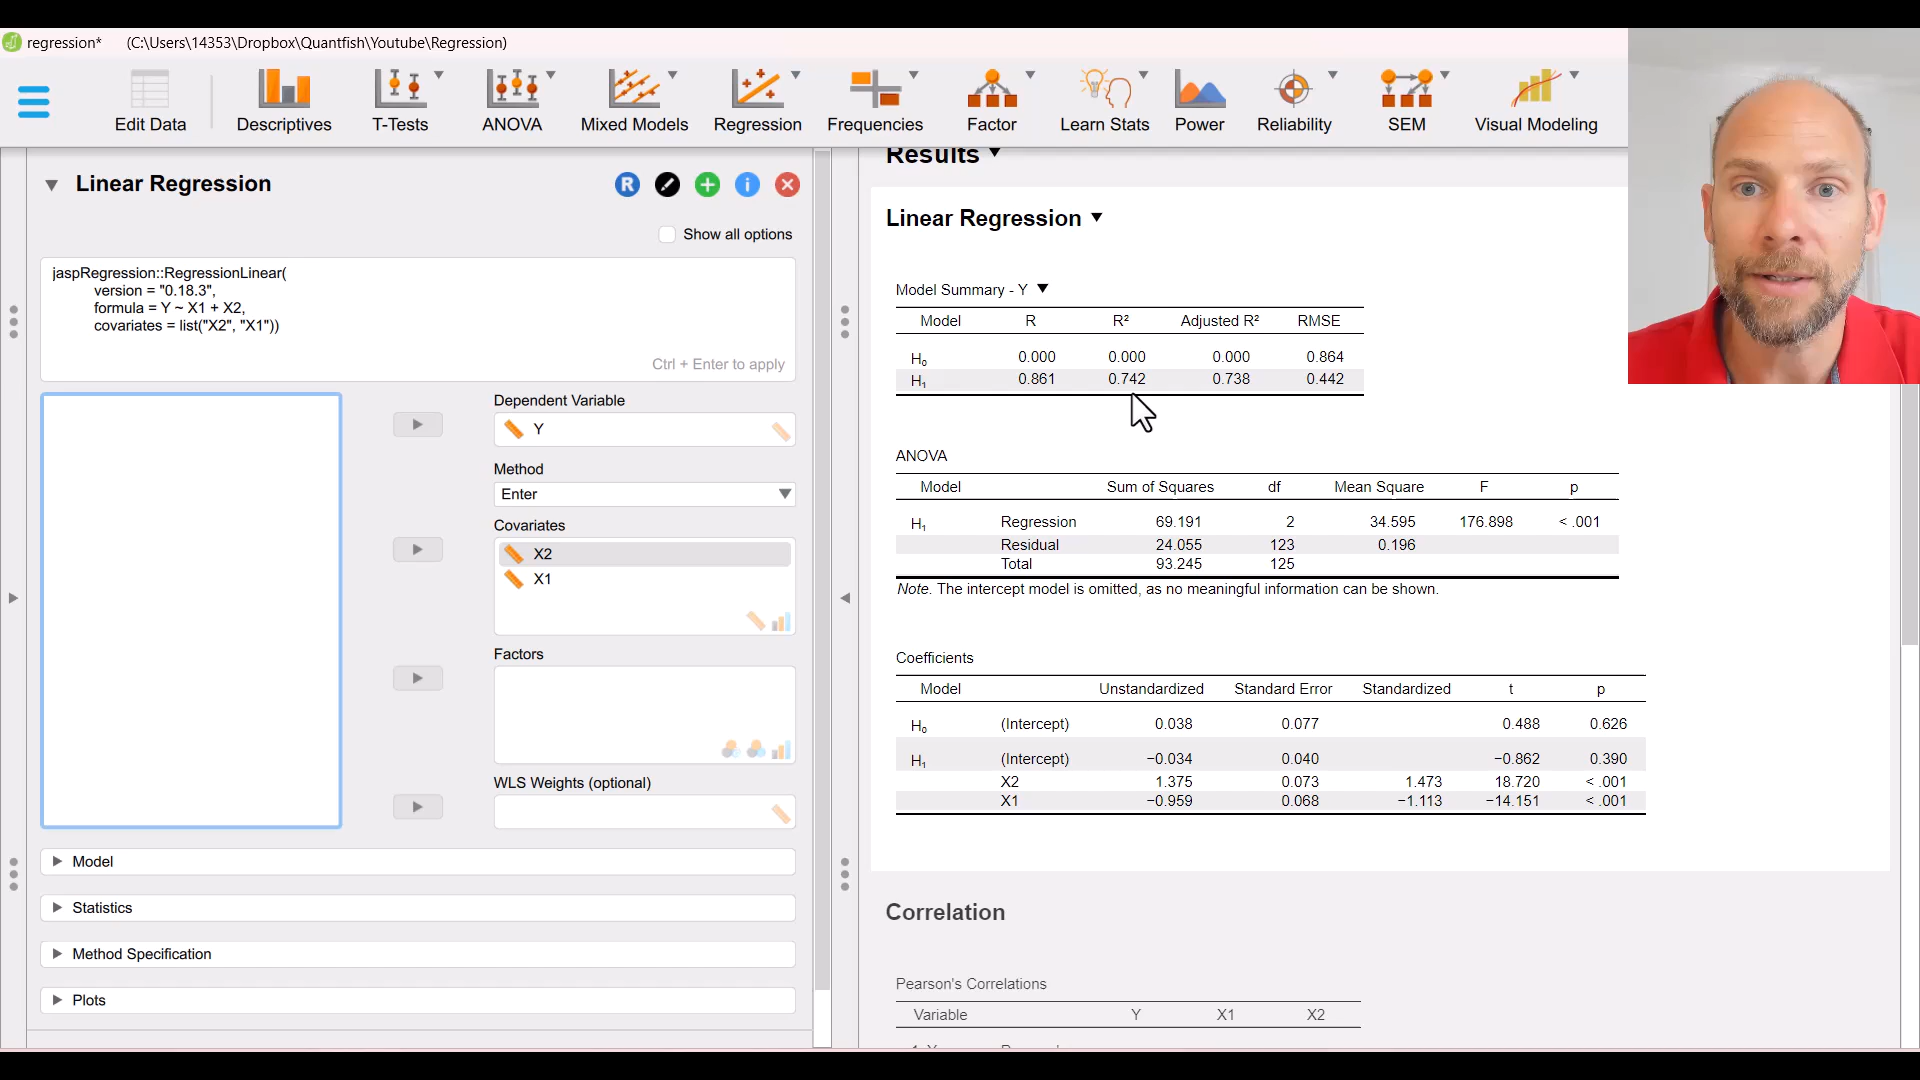 regression* (C:\Users\14353\Dropbox\Quantfish\Youtube\Regression)
Edit Data Descriptives T-Tests ANOVA Mixed Models Regression Frequencies Factor Learn Stats Power Reliability SEM Visual Modeling
Linear Regression
R i
Show all options
jaspRegression::RegressionLinear(
version = "0.18.3",
formula = Y ~ X1 + X2,
covariates = list("X2", "X1"))
Ctrl + Enter to apply
Dependent Variable
Y
Method
Enter
Covariates
X2
X1
Factors
WLS Weights (optional)
Model
Statistics
Method Specification
Plots
Results
Linear Regression
Model Summary - Y
Model R R² Adjusted R² RMSE
H₀ 0.000 0.000 0.000 0.864
H₁ 0.861 0.742 0.738 0.442
ANOVA
Model Sum of Squares df Mean Square F p
H₁ Regression 69.191 2 34.595 176.898 < .001
Residual 24.055 123 0.196
Total 93.245 125
Note. The intercept model is omitted, as no meaningful information can be shown.
Coefficients
Model Unstandardized Standard Error Standardized t p
H₀ (Intercept) 0.038 0.077 0.488 0.626
H₁ (Intercept) −0.034 0.040 −0.862 0.390
X2 1.375 0.073 1.473 18.720 < .001
X1 −0.959 0.068 −1.113 −14.151 < .001
Correlation
Pearson's Correlations
Variable Y X1 X2